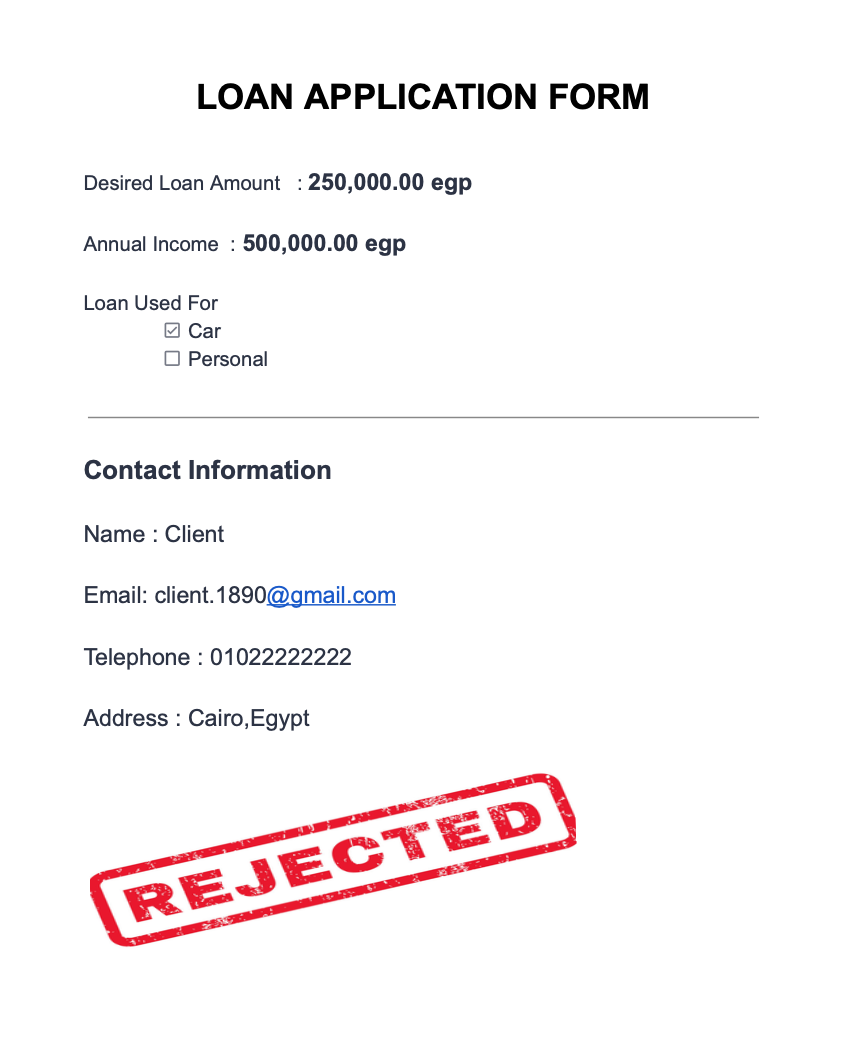 LOAN APPLICATION FORM
Desired Loan Amount : 250,000.00 egp
Annual Income : 500,000.00 egp
Loan Used For
☑ Car
☐ Personal
Contact Information
Name : Client
Email: client.1890@gmail.com
Telephone : 01022222222
Address : Cairo,Egypt
REJECTED